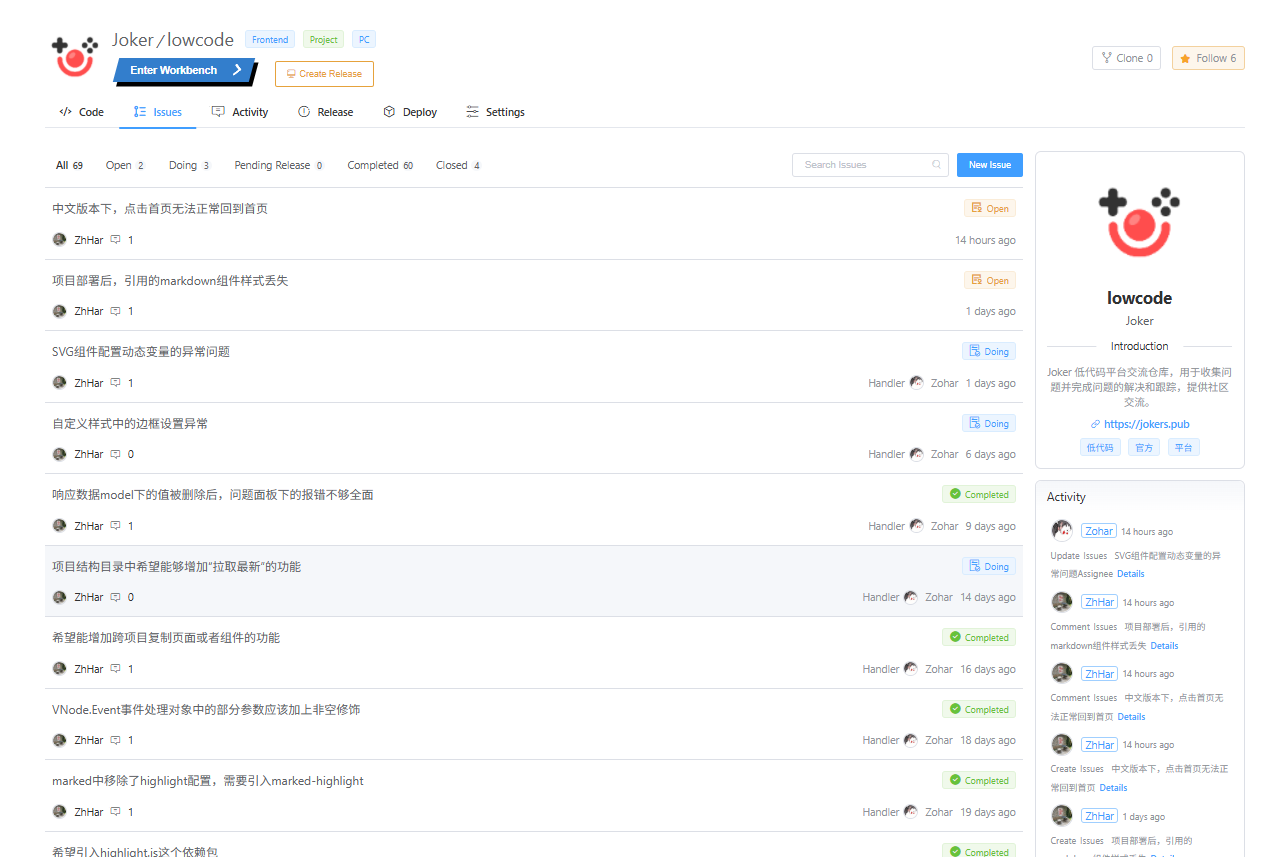 Joker/lowcode Frontend Project PC
Enter Workbench Create Release
Clone 0 Follow 6
Code Issues Activity Release Deploy Settings
All 69 Open 2 Doing 3 Pending Release 0 Completed 60 Closed 4 Search Issues New Issue
中文版本下，点击首页无法正常回到首页 Open
ZhHar 1 14 hours ago
项目部署后，引用的markdown组件样式丢失 Open
ZhHar 1 1 days ago
SVG组件配置动态变量的异常问题 Doing
ZhHar 1 Handler Zohar 1 days ago
自定义样式中的边框设置异常 Doing
ZhHar 0 Handler Zohar 6 days ago
响应数据model下的值被删除后，问题面板下的报错不够全面 Completed
ZhHar 1 Handler Zohar 9 days ago
项目结构目录中希望能够增加“拉取最新”的功能 Doing
ZhHar 0 Handler Zohar 14 days ago
希望能增加跨项目复制页面或者组件的功能 Completed
ZhHar 1 Handler Zohar 16 days ago
VNode.Event事件处理对象中的部分参数应该加上非空修饰 Completed
ZhHar 1 Handler Zohar 18 days ago
marked中移除了highlight配置，需要引入marked-highlight Completed
ZhHar 1 Handler Zohar 19 days ago
希望引入highlight.js这个依赖包 Completed
lowcode
Joker
Introduction
Joker 低代码平台交流仓库，用于收集问
题并完成问题的解决和跟踪，提供社区
交流。
https://jokers.pub
低代码 官方 平台
Activity
Zohar 14 hours ago
Update Issues SVG组件配置动态变量的异
常问题Assignee Details
ZhHar 14 hours ago
Comment Issues 项目部署后，引用的
markdown组件样式丢失 Details
ZhHar 14 hours ago
Comment Issues 中文版本下，点击首页无
法正常回到首页 Details
ZhHar 14 hours ago
Create Issues 中文版本下，点击首页无法正
常回到首页 Details
ZhHar 1 days ago
Create Issues 项目部署后，引用的
markdown组件样式丢失 Details